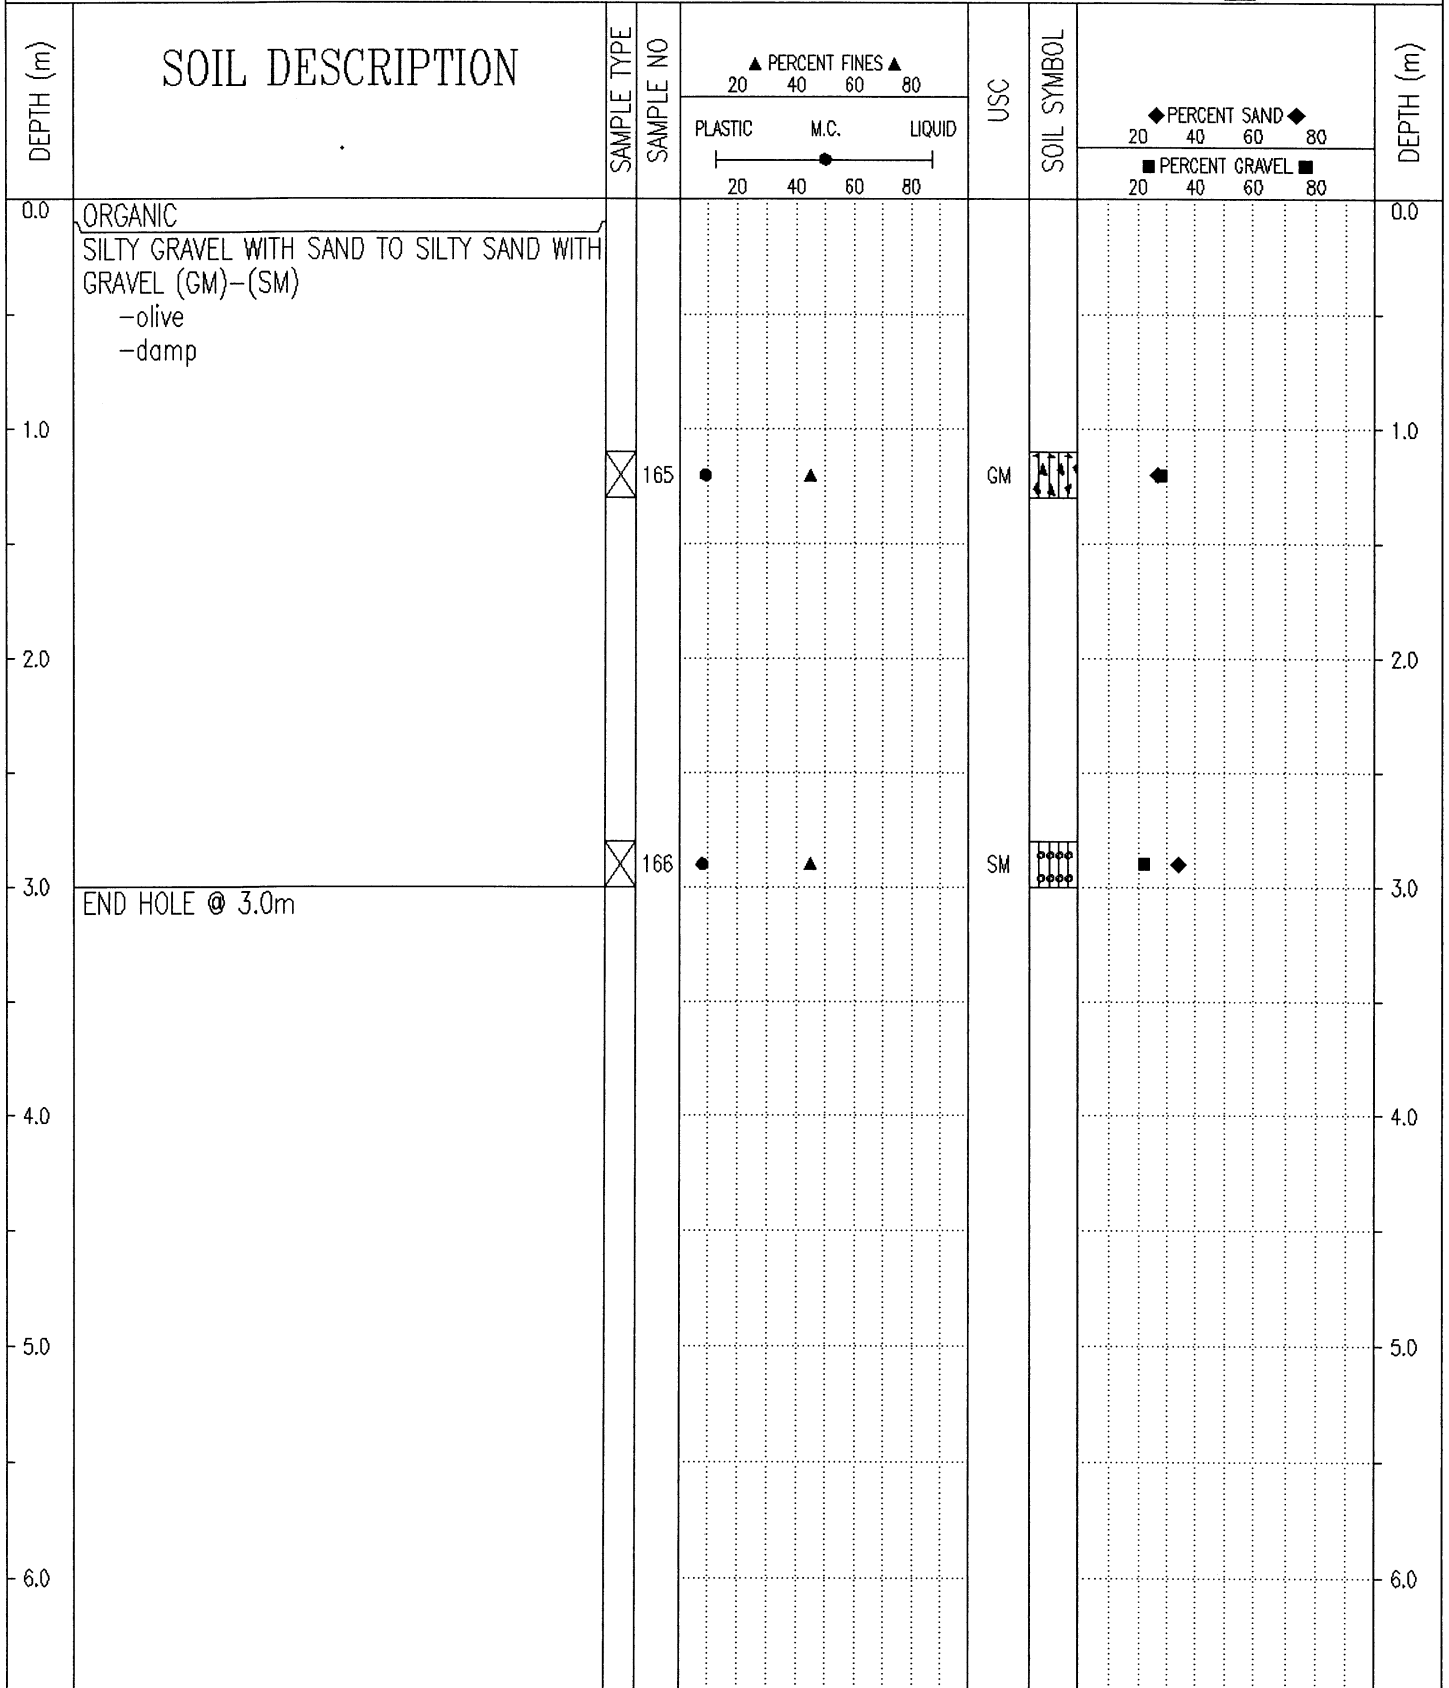 DEPTH (m)
SOIL DESCRIPTION
SAMPLE TYPE
SAMPLE NO
▲ PERCENT FINES ▲
20 40 60 80
PLASTIC M.C. LIQUID
20 40 60 80
USC
SOIL SYMBOL
◆PERCENT SAND◆
20 40 60 80
■PERCENT GRAVEL■
20 40 60 80
DEPTH (m)
0.0 ORGANIC 0.0
SILTY GRAVEL WITH SAND TO SILTY SAND WITH
GRAVEL (GM)-(SM)
-olive
-damp
1.0 1.0
165 GM
2.0 2.0
166 SM
3.0 3.0
END HOLE @ 3.0m
4.0 4.0
5.0 5.0
6.0 6.0